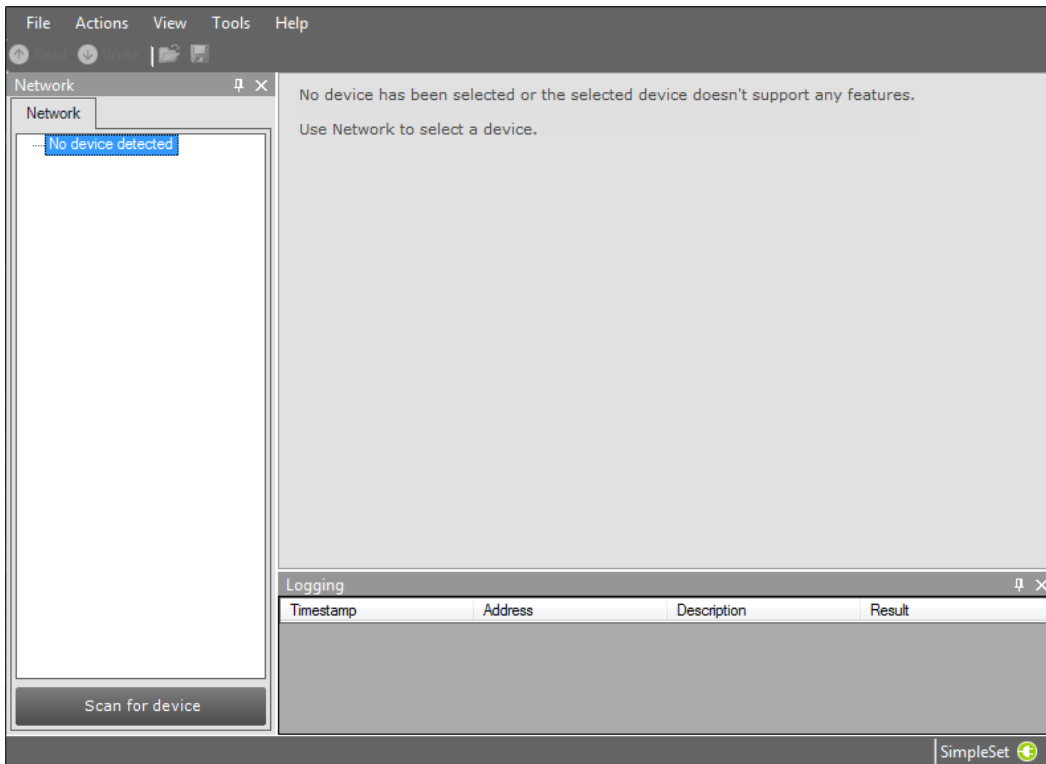 File Actions View Tools Help
Read Write
Network
Network
No device detected
Scan for device
No device has been selected or the selected device doesn't support any features.
Use Network to select a device.
Logging
Timestamp Address Description Result
SimpleSet